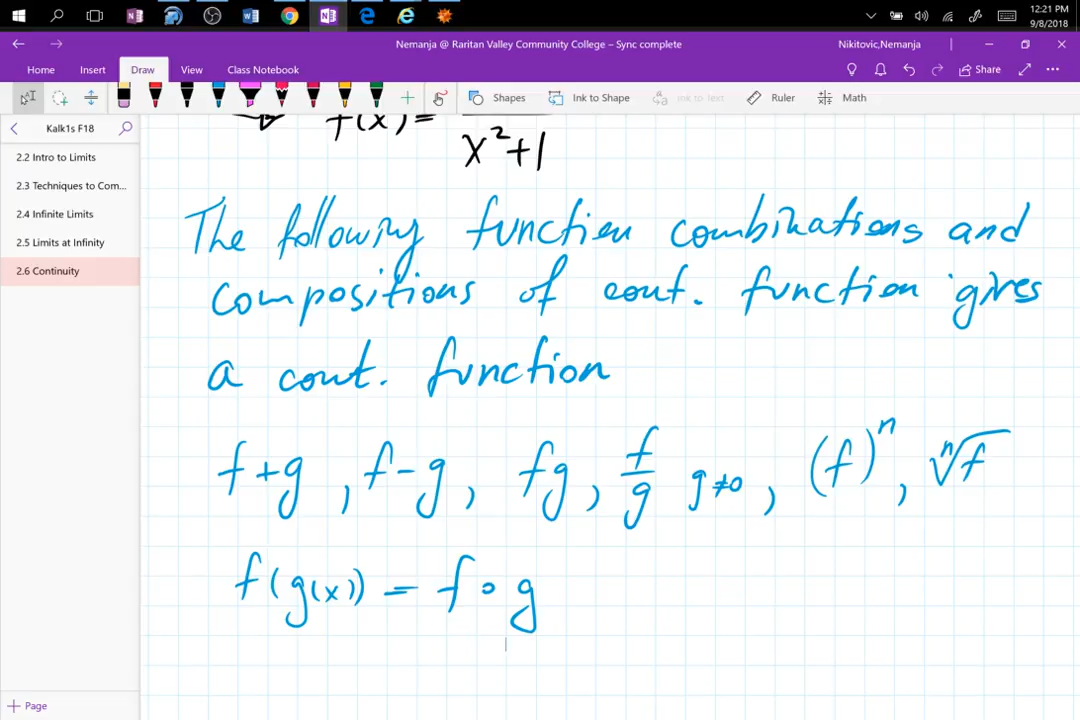 12:21 PM
9/8/2018
Nemanja @ Raritan Valley Community College – Sync complete
Nikitovic,Nemanja
Home Insert Draw View Class Notebook
Share
Shapes Ink to Shape Ink to Text Ruler Math
Kalk1s F18
2.2 Intro to Limits
2.3 Techniques to Com...
2.4 Infinite Limits
2.5 Limits at Infinity
2.6 Continuity
Page
f(x) =
x²+1
The following function combinations and
compositions of cont. function gives
a cont. function
f+g , f-g , fg , f/g g≠0 , (f)ⁿ , ⁿ√f
f(g(x)) = f∘g